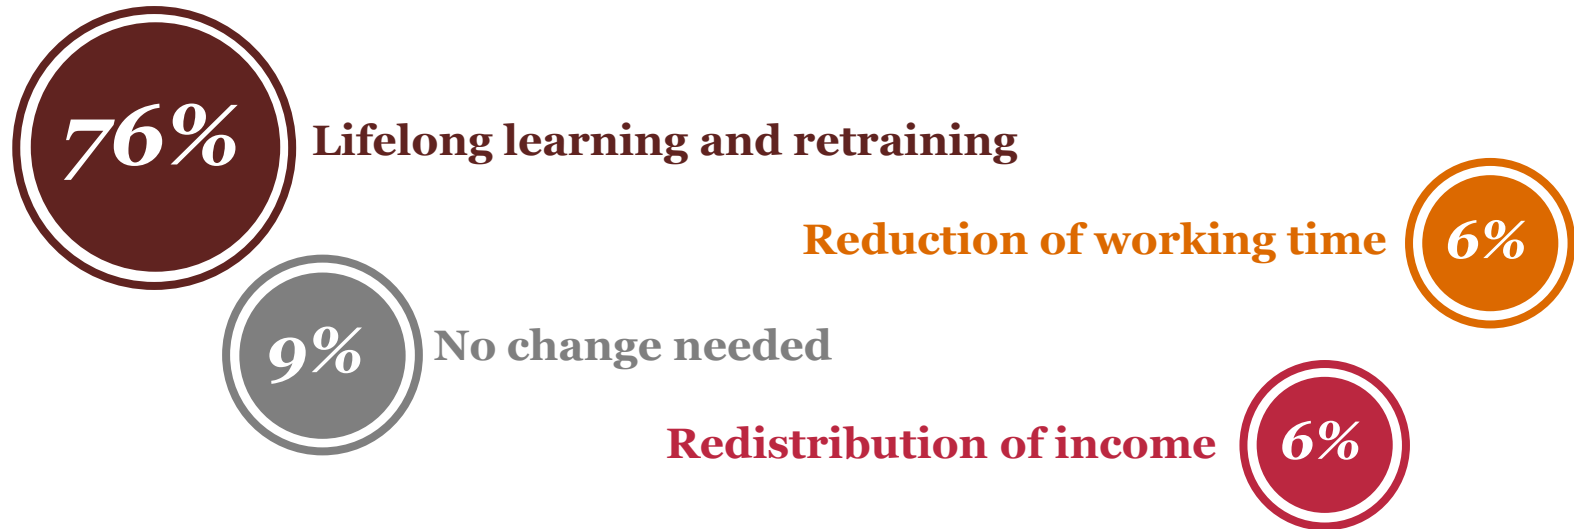 76%
Lifelong learning and retraining
Reduction of working time
6%
9%
No change needed
Redistribution of income
6%